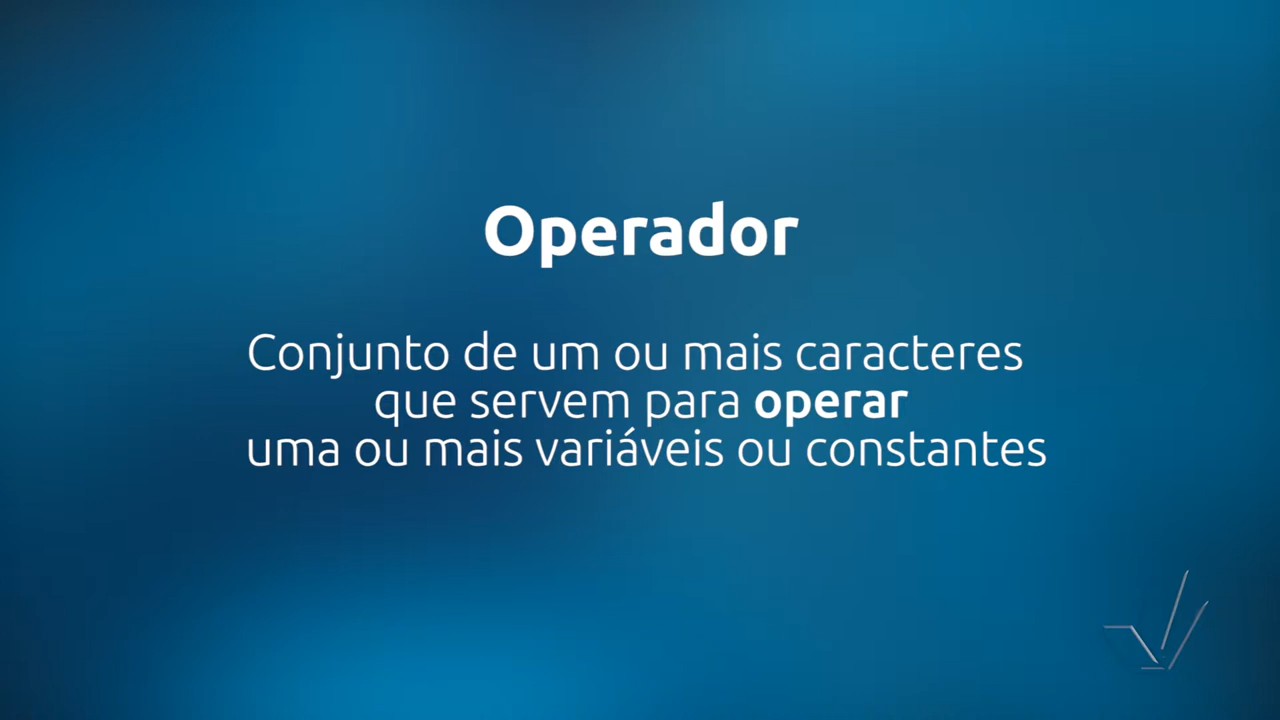 Operador
Conjunto de um ou mais caracteres
que servem para operar
uma ou mais variáveis ou constantes